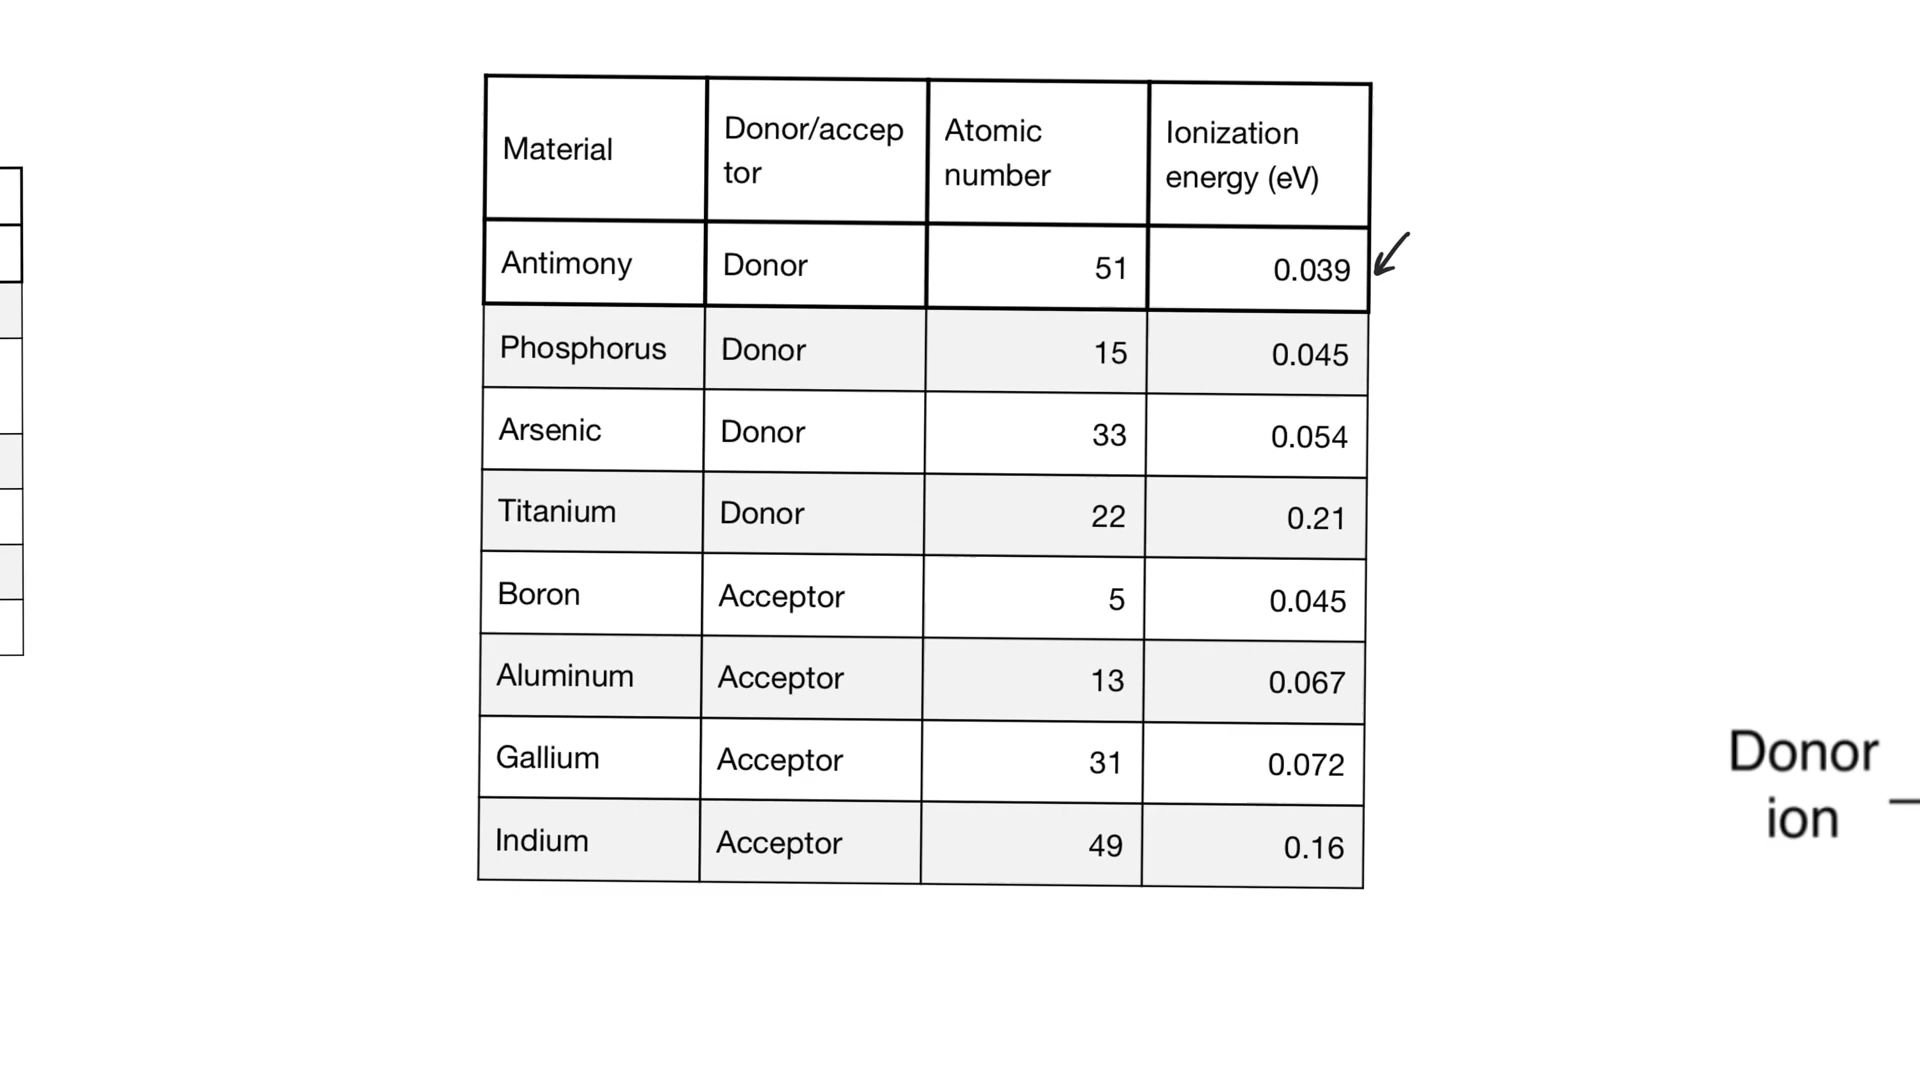 Material Donor/accep Atomic Ionization
tor number energy (eV)
Antimony Donor 51 0.039
Phosphorus Donor 15 0.045
Arsenic Donor 33 0.054
Titanium Donor 22 0.21
Boron Acceptor 5 0.045
Aluminum Acceptor 13 0.067
Gallium Acceptor 31 0.072
Indium Acceptor 49 0.16
Donor
ion